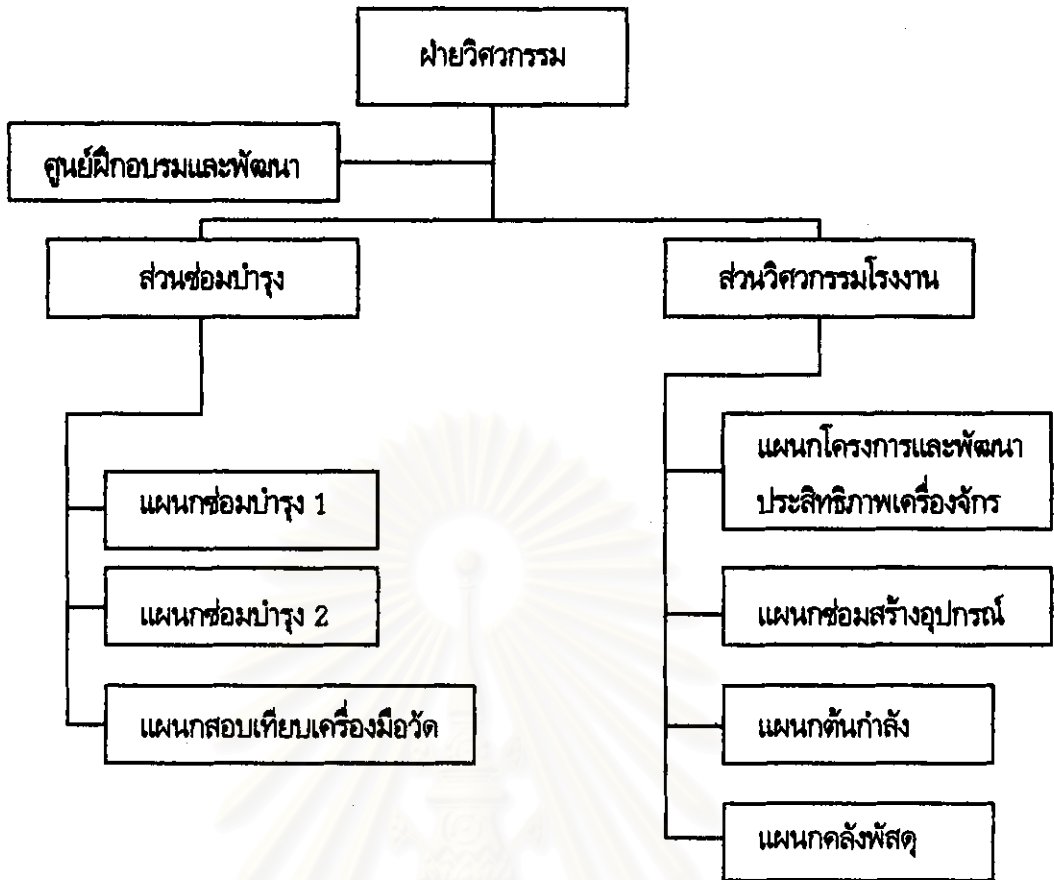 ฝ่ายวิศวกรรม
ศูนย์ฝึกอบรมและพัฒนา
ส่วนซ่อมบำรุง
ส่วนวิศวกรรมโรงงาน
แผนกซ่อมบำรุง 1
แผนกซ่อมบำรุง 2
แผนกสอบเทียบเครื่องมือวัด
แผนกโครงการและพัฒนา
ประสิทธิภาพเครื่องจักร
แผนกซ่อมสร้างอุปกรณ์
แผนกต้นกำลัง
แผนกคลังพัสดุ